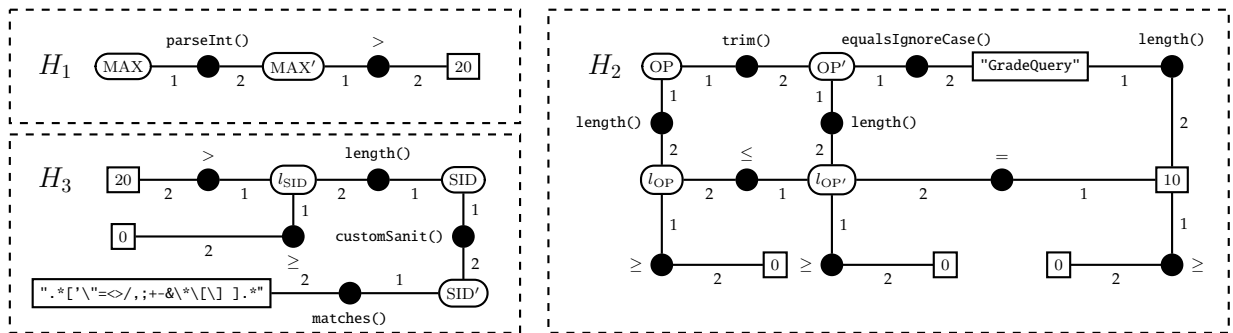 H1
parseInt()
>
MAX
MAX′
20
1
2
1
2
H3
>
length()
20
lSID
SID
2
1
2
1
1
1
0
customSanit()
2
≥
2
".*['\"=<>/,;+-&\*\[\] ].*"
2
1
SID′
matches()
H2
trim()
equalsIgnoreCase()
length()
OP
OP′
"GradeQuery"
1
2
1
2
1
1
1
length()
length()
2
2
2
≤
=
lOP
lOP′
10
2
1
2
1
1
1
1
≥
0
≥
0
0
≥
2
2
2